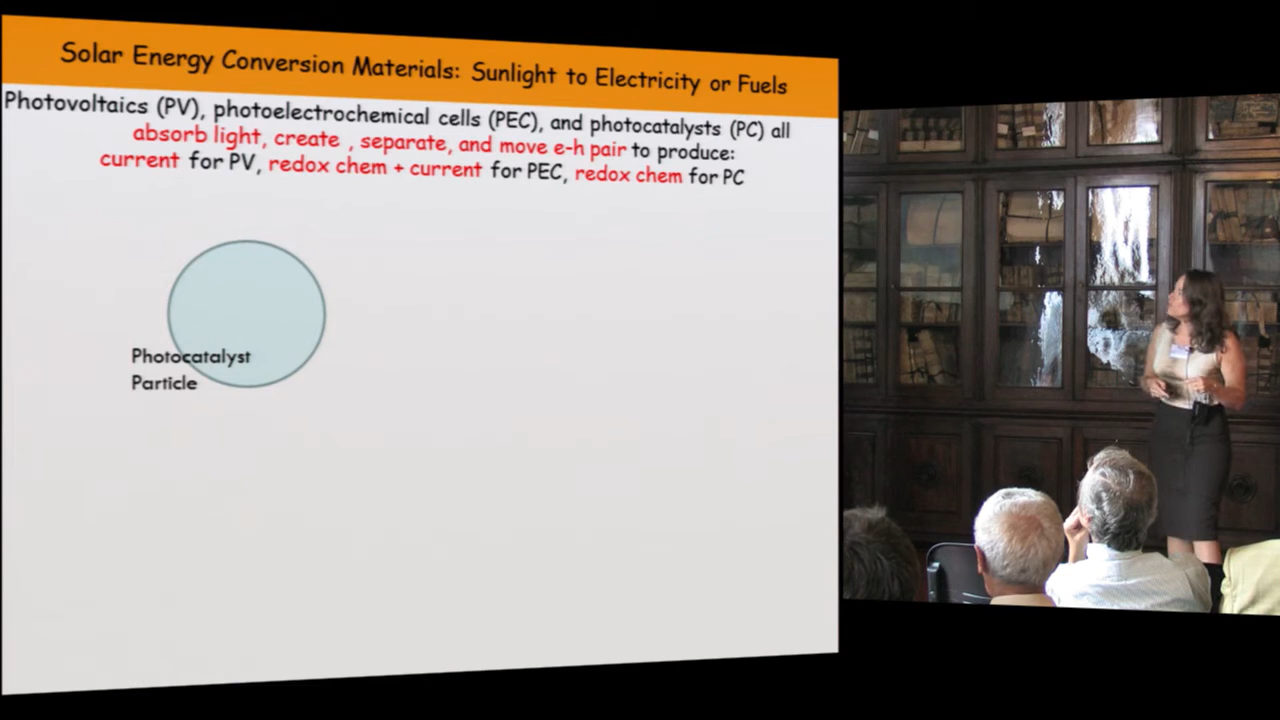 Solar Energy Conversion Materials: Sunlight to Electricity or Fuels
Photovoltaics (PV), photoelectrochemical cells (PEC), and photocatalysts (PC) all
absorb light, create , separate, and move e-h pair to produce:
current for PV, redox chem + current for PEC, redox chem for PC
Photocatalyst
Particle